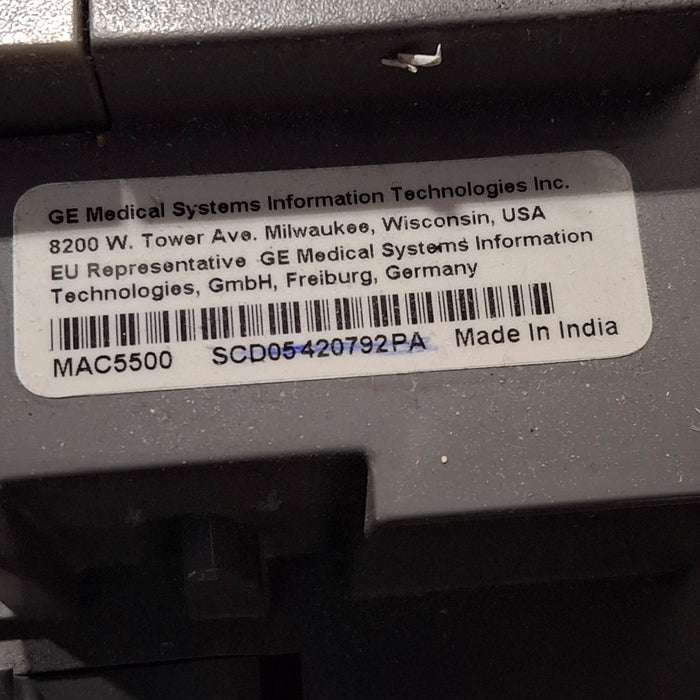 GE Medical Systems Information Technologies Inc.
8200 W. Tower Ave. Milwaukee, Wisconsin, USA
EU Representative GE Medical Systems Information
Technologies, GmbH, Freiburg, Germany
MAC5500 SCD05420792PA Made In India